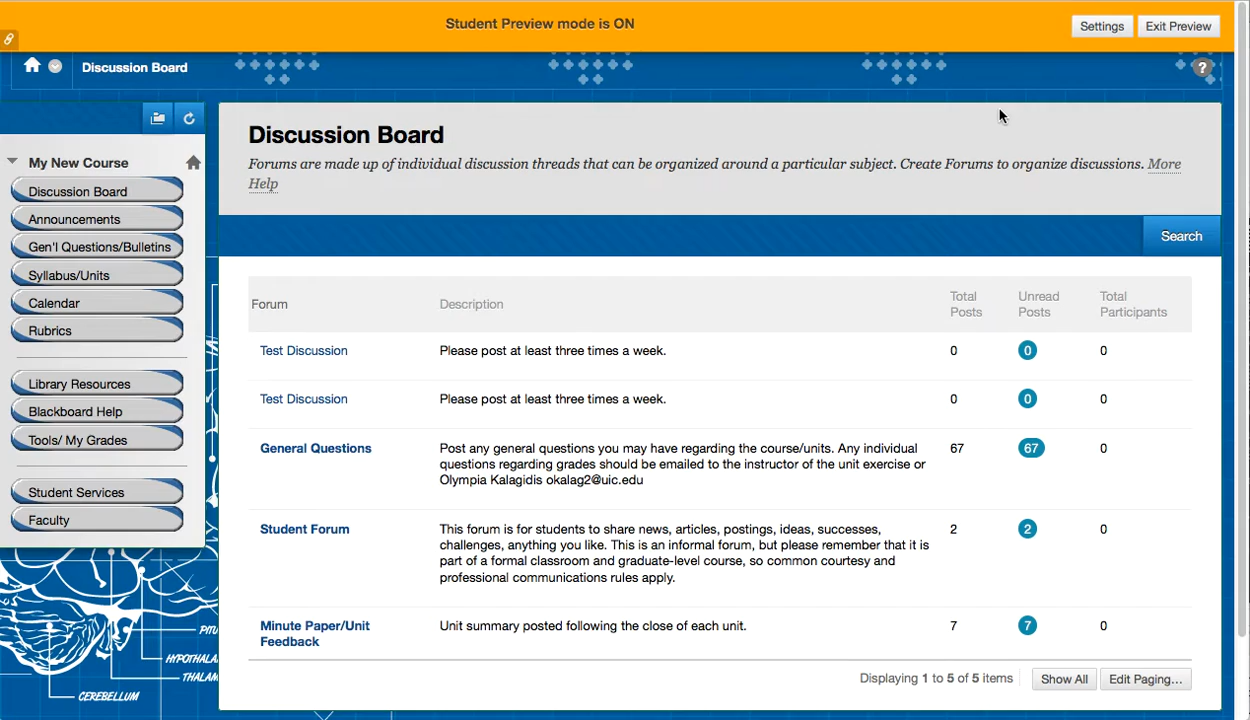 Student Preview mode is ON
Settings
Exit Preview
Discussion Board
?
My New Course
Discussion Board
Announcements
Gen'l Questions/Bulletins
Syllabus/Units
Calendar
Rubrics
Library Resources
Blackboard Help
Tools/ My Grades
Student Services
Faculty
Discussion Board
Forums are made up of individual discussion threads that can be organized around a particular subject. Create Forums to organize discussions. More
Help
Search
Forum Description Total Posts Unread Posts Total Participants
Test Discussion Please post at least three times a week. 0 0 0
Test Discussion Please post at least three times a week. 0 0 0
General Questions Post any general questions you may have regarding the course/units. Any individual 67 67 0
questions regarding grades should be emailed to the instructor of the unit exercise or
Olympia Kalagidis okalag2@uic.edu
Student Forum This forum is for students to share news, articles, postings, ideas, successes, 2 2 0
challenges, anything you like. This is an informal forum, but please remember that it is
part of a formal classroom and graduate-level course, so common courtesy and
professional communications rules apply.
Minute Paper/Unit Unit summary posted following the close of each unit. 7 7 0
Feedback
Displaying 1 to 5 of 5 items Show All Edit Paging...
CEREBELLUM